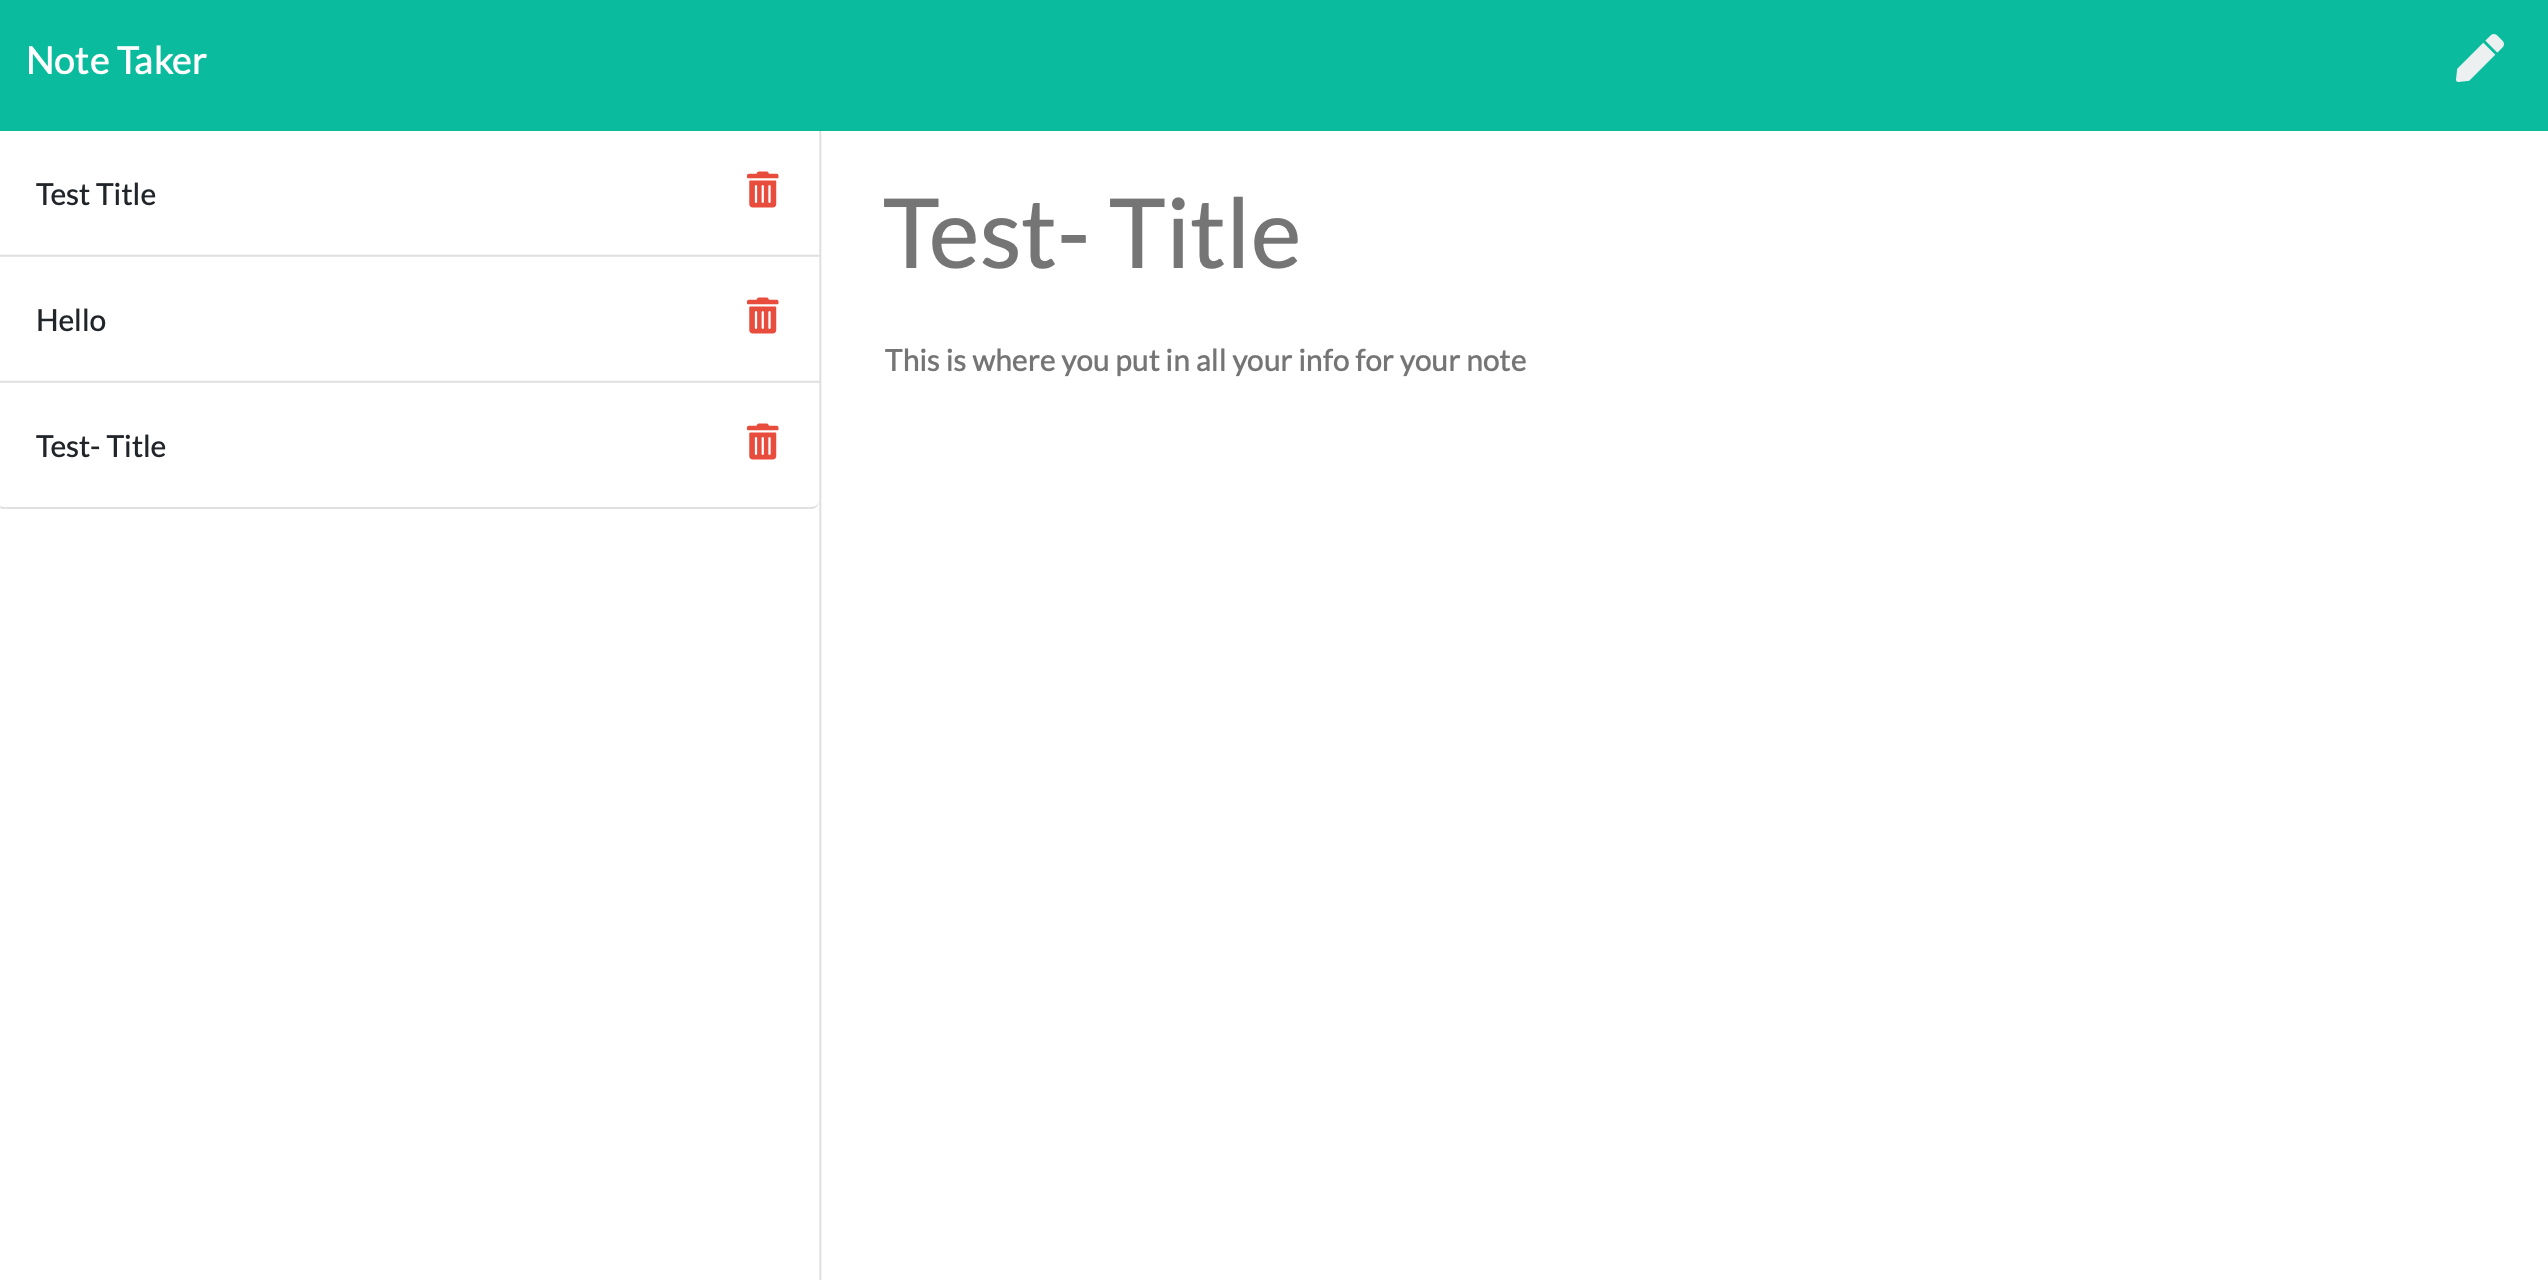 Note Taker
Test Title
Hello
Test- Title
Test- Title
This is where you put in all your info for your note